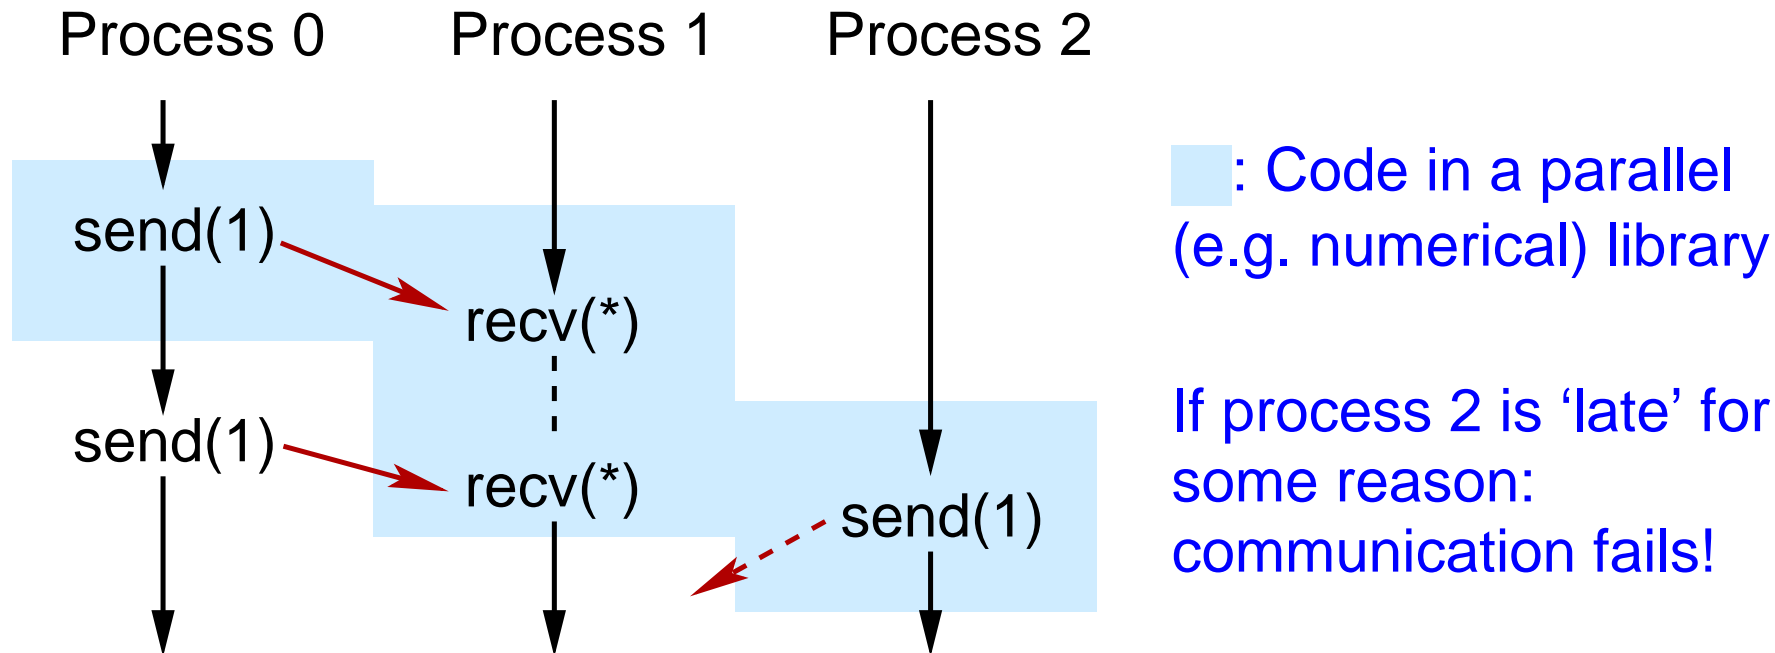 Process 0 Process 1 Process 2
: Code in a parallel
(e.g. numerical) library
send(1)
recv(*)
send(1)
recv(*)
send(1)
If process 2 is ‘late’ for
some reason:
communication fails!